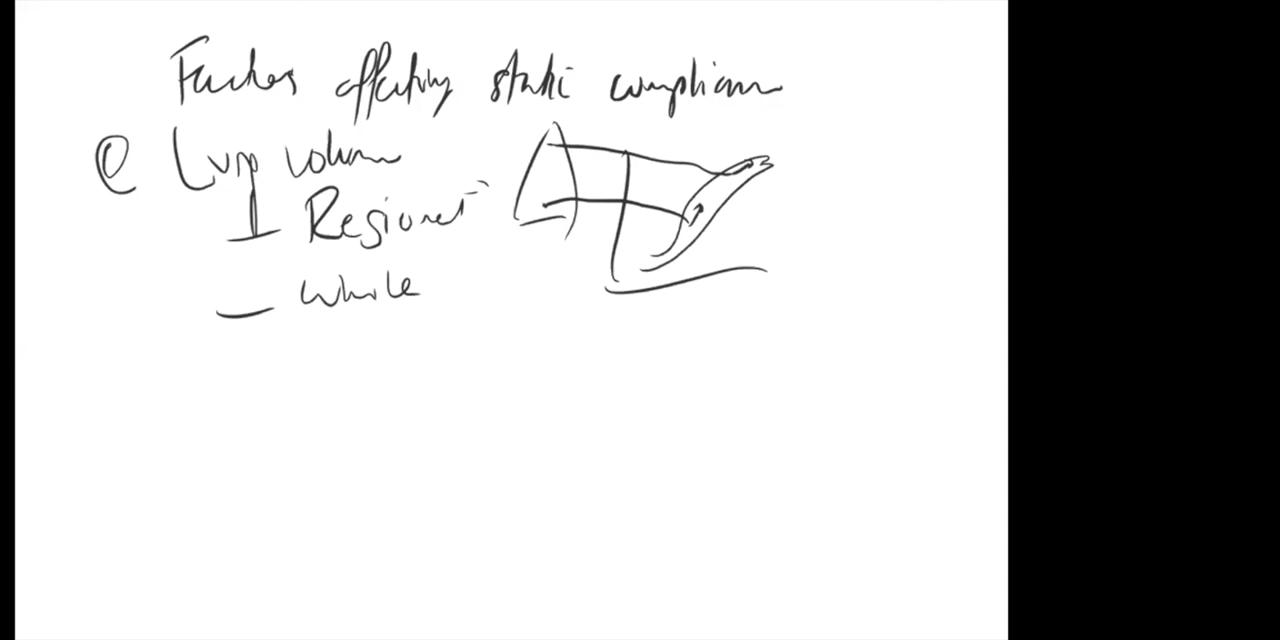 Factors affecting static compliance
@ Lung volume
Regional
— Whole